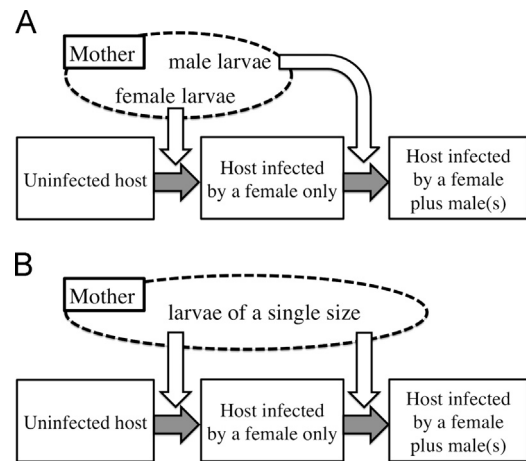 A
Mother
male larvae
female larvae
Uninfected host
Host infected
by a female only
Host infected
by a female
plus male(s)
B
Mother
larvae of a single size
Uninfected host
Host infected
by a female only
Host infected
by a female
plus male(s)